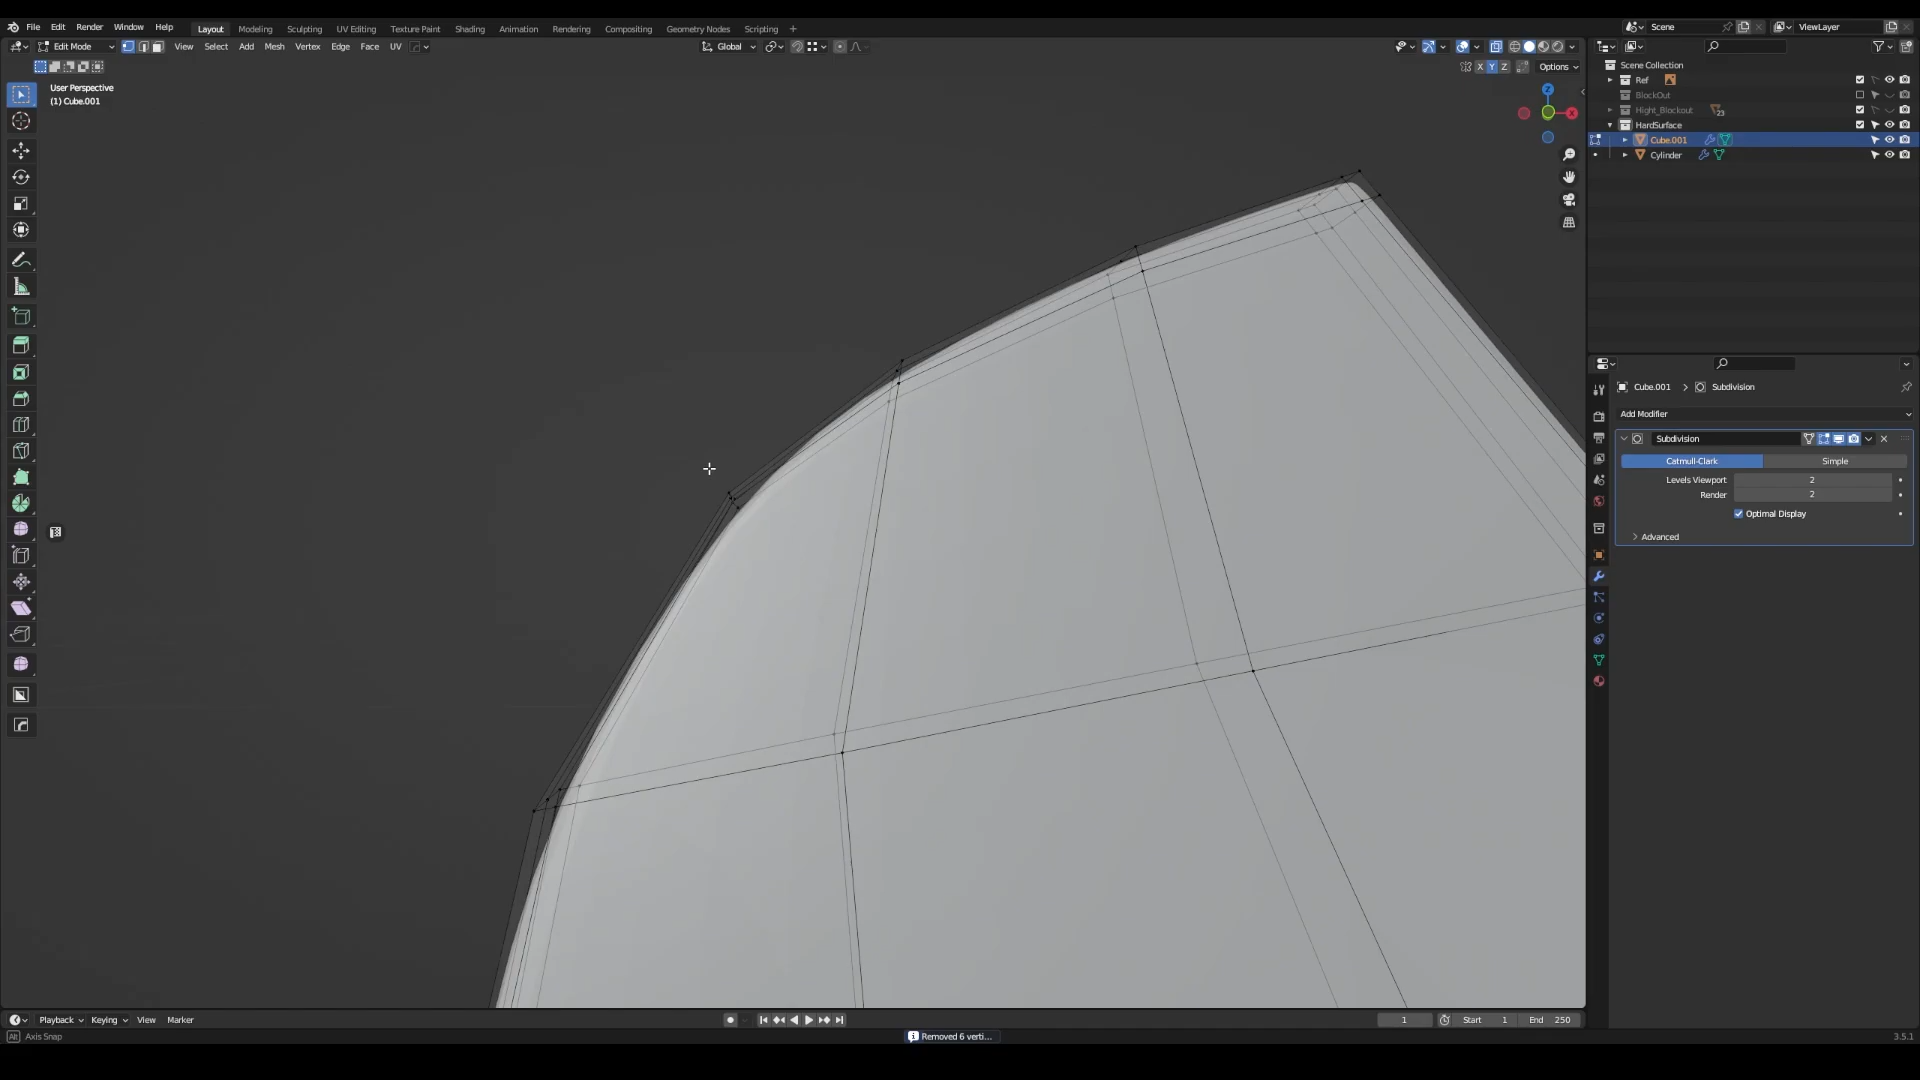 File Edit Render Window Help Layout Modeling Sculpting UV Editing Texture Paint Shading Animation Rendering Compositing Geometry Nodes Scripting + Scene ViewLayer
Edit Mode View Select Add Mesh Vertex Edge Face UV Global
X Y Z Options
User Perspective
(1) Cube.001
Z
X
Scene Collection
Ref
BlockOut
Hight_Blockout 23
HardSurface
Cube.001
Cylinder
Cube.001 > Subdivision
Add Modifier
Subdivision
Catmull-Clark Simple
Levels Viewport 2
Render 2
Optimal Display
Advanced
Playback Keying View Marker 1 Start 1 End 250
Alt Axis Snap Removed 6 verti... 3.5.1